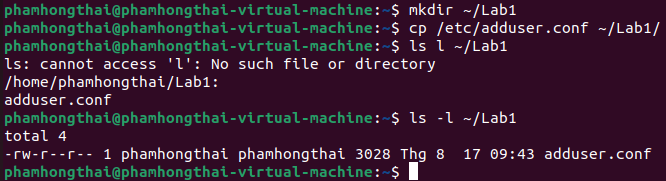 phamhongthai@phamhongthai-virtual-machine:~$ mkdir ~/Lab1
phamhongthai@phamhongthai-virtual-machine:~$ cp /etc/adduser.conf ~/Lab1/
phamhongthai@phamhongthai-virtual-machine:~$ ls l ~/Lab1
ls: cannot access 'l': No such file or directory
/home/phamhongthai/Lab1:
adduser.conf
phamhongthai@phamhongthai-virtual-machine:~$ ls -l ~/Lab1
total 4
-rw-r--r-- 1 phamhongthai phamhongthai 3028 Thg 8  17 09:43 adduser.conf
phamhongthai@phamhongthai-virtual-machine:~$